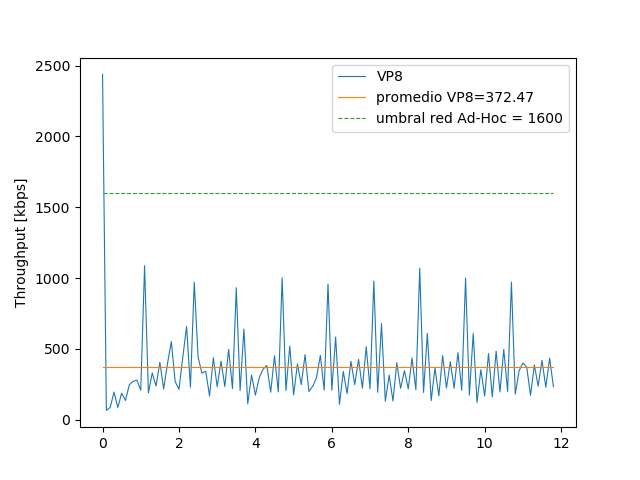 2500
2000
1500
1000
500
0
Throughput [kbps]
VP8
promedio VP8=372.47
umbral red Ad-Hoc = 1600
0 2 4 6 8 10 12